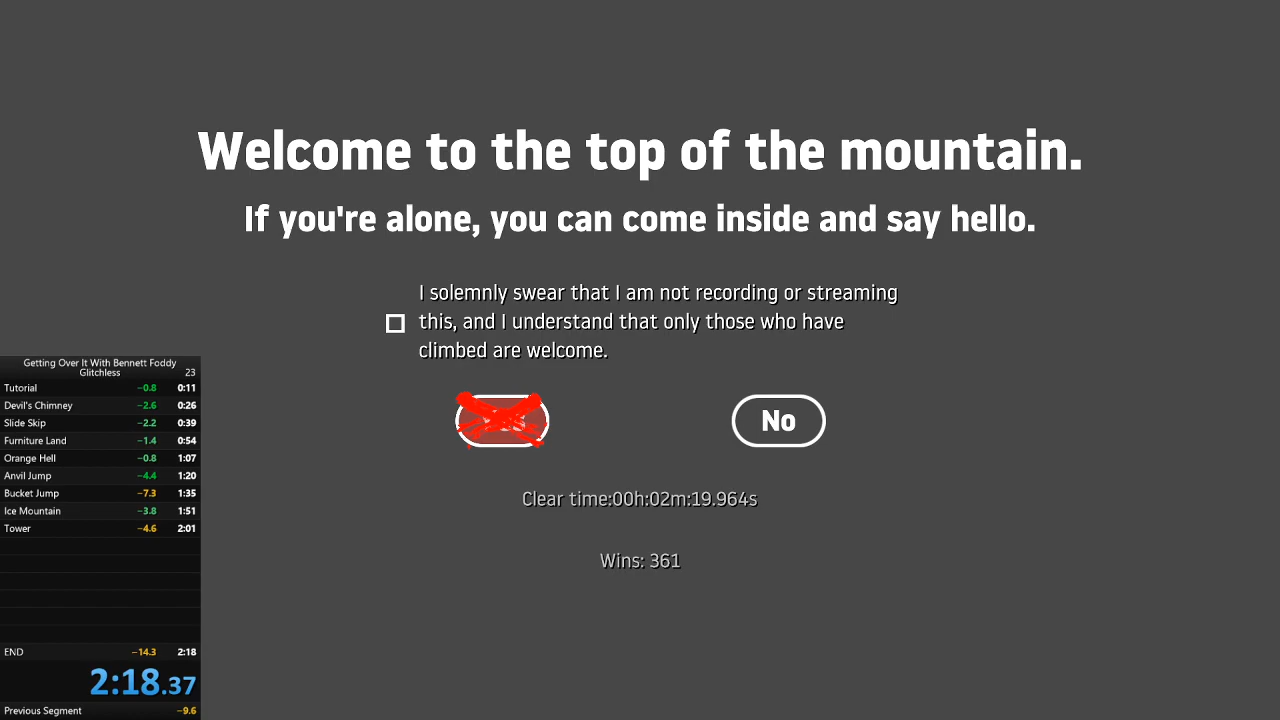 Welcome to the top of the mountain.
If you're alone, you can come inside and say hello.
I solemnly swear that I am not recording or streaming
this, and I understand that only those who have
climbed are welcome.
No
Clear time:00h:02m:19.964s
Wins: 361
Getting Over It With Bennett Foddy
Glitchless 23
Tutorial -0.8 0:11
Devil's Chimney -2.6 0:26
Slide Skip -2.2 0:39
Furniture Land -1.4 0:54
Orange Hell -0.8 1:07
Anvil Jump -4.4 1:20
Bucket Jump -7.3 1:35
Ice Mountain -3.8 1:51
Tower -4.6 2:01
END -14.3 2:18
2:18.37
Previous Segment -9.6